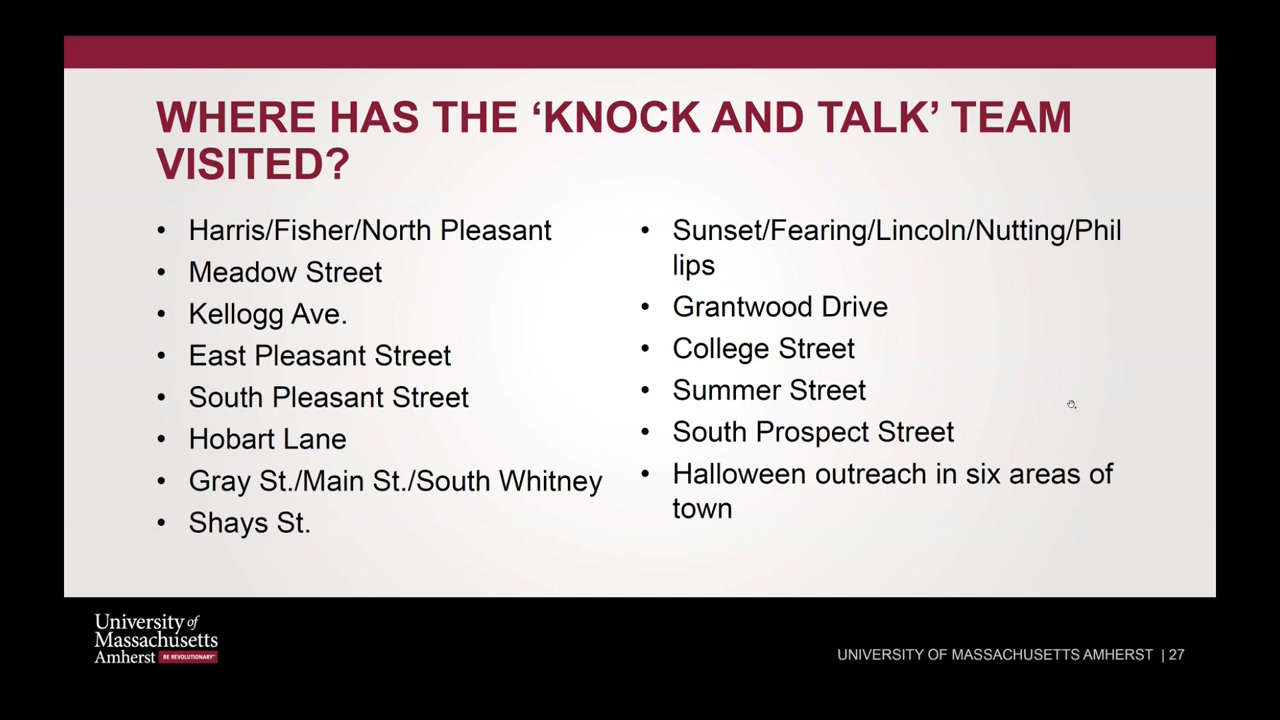 WHERE HAS THE ‘KNOCK AND TALK’ TEAM
VISITED?
• Harris/Fisher/North Pleasant
• Meadow Street
• Kellogg Ave.
• East Pleasant Street
• South Pleasant Street
• Hobart Lane
• Gray St./Main St./South Whitney
• Shays St.
• Sunset/Fearing/Lincoln/Nutting/Phil
lips
• Grantwood Drive
• College Street
• Summer Street
• South Prospect Street
• Halloween outreach in six areas of
town
University of
Massachusetts
Amherst BE REVOLUTIONARY™
UNIVERSITY OF MASSACHUSETTS AMHERST | 27